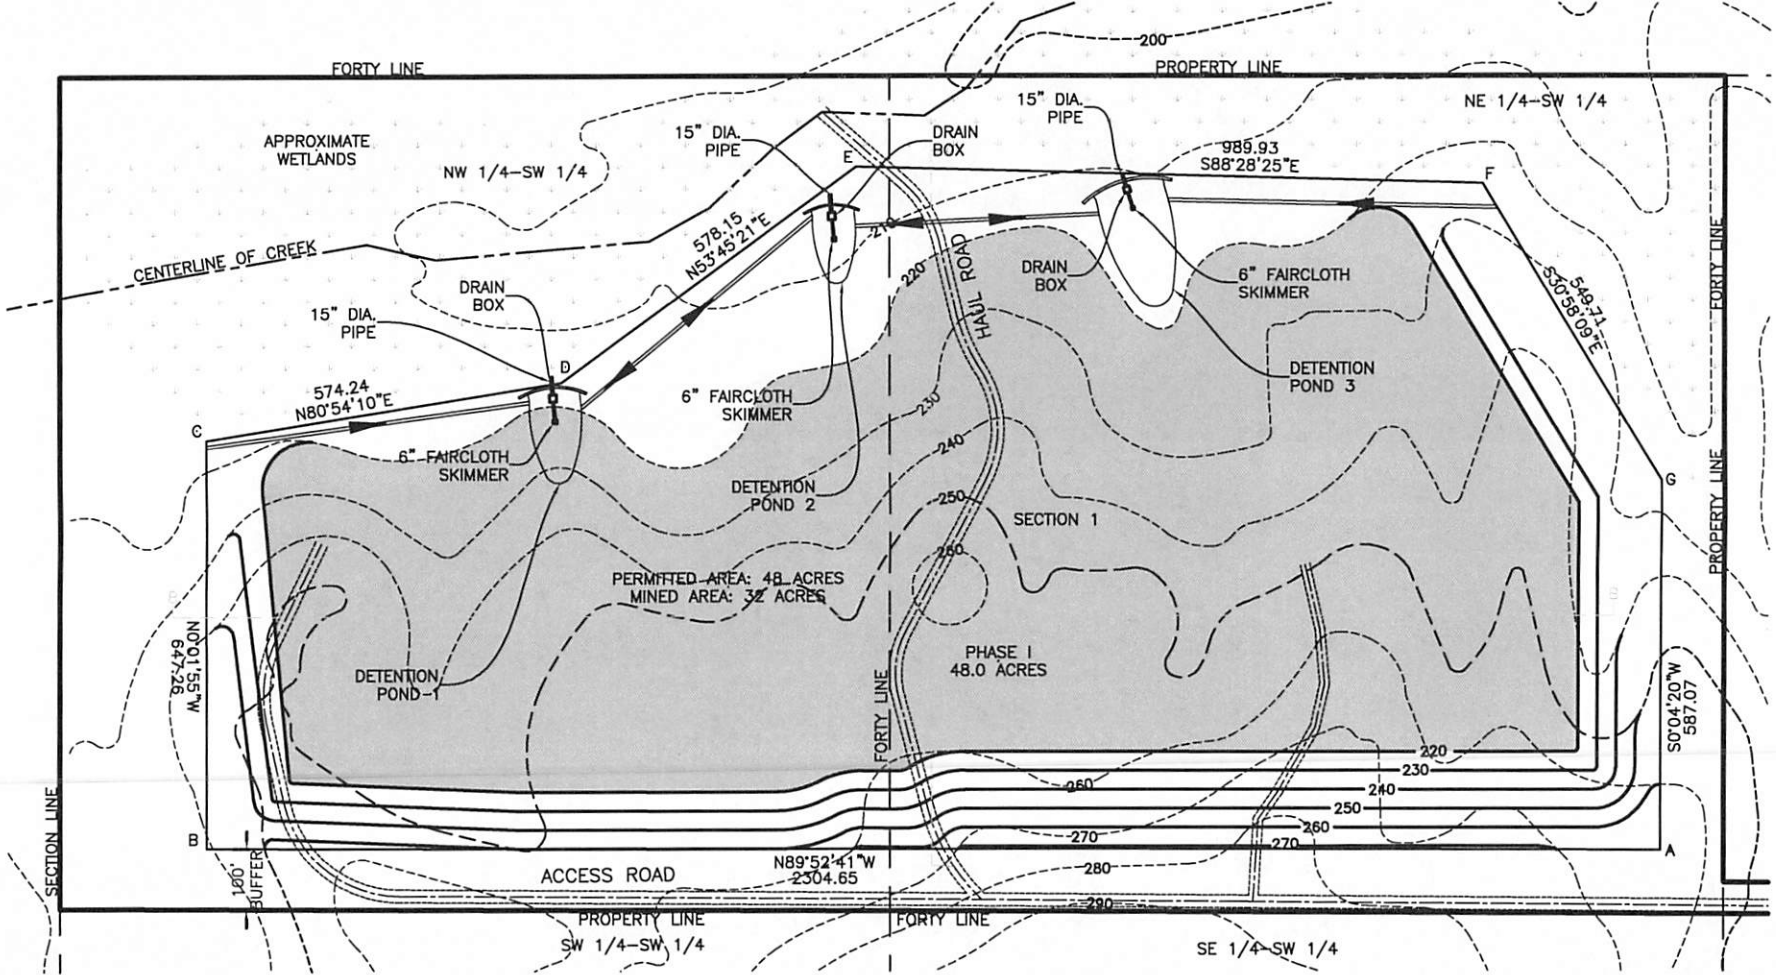 200
FORTY LINE
PROPERTY LINE
NE 1/4-SW 1/4
15" DIA.
PIPE
15" DIA.
PIPE
DRAIN
BOX
APPROXIMATE
WETLANDS
NW 1/4-SW 1/4
E
989.93
S88°28'25"E
F
578.15
N53°45'21"E
210
CENTERLINE OF CREEK
220
HAUL ROAD
DRAIN
BOX
6" FAIRCLOTH
SKIMMER
FORTY LINE
549.71
S30°58'09"E
DRAIN
BOX
15" DIA.
PIPE
D
574.24
N80°54'10"E
6" FAIRCLOTH
SKIMMER
230
DETENTION
POND 3
C
6" FAIRCLOTH
SKIMMER
240
DETENTION
POND 2
250
SECTION 1
G
PROPERTY LINE
260
PERMITTED AREA: 48 ACRES
MINED AREA: 32 ACRES
N0°01'55"W
647.26
DETENTION
POND-1
PHASE I
48.0 ACRES
FORTY LINE
S0°04'20"W
587.07
220
230
260
240
250
260
270
270
SECTION LINE
B
A
100'
BUFFER
ACCESS ROAD
N89°52'41"W
2304.65
280
290
PROPERTY LINE
FORTY LINE
SW 1/4-SW 1/4
SE 1/4-SW 1/4